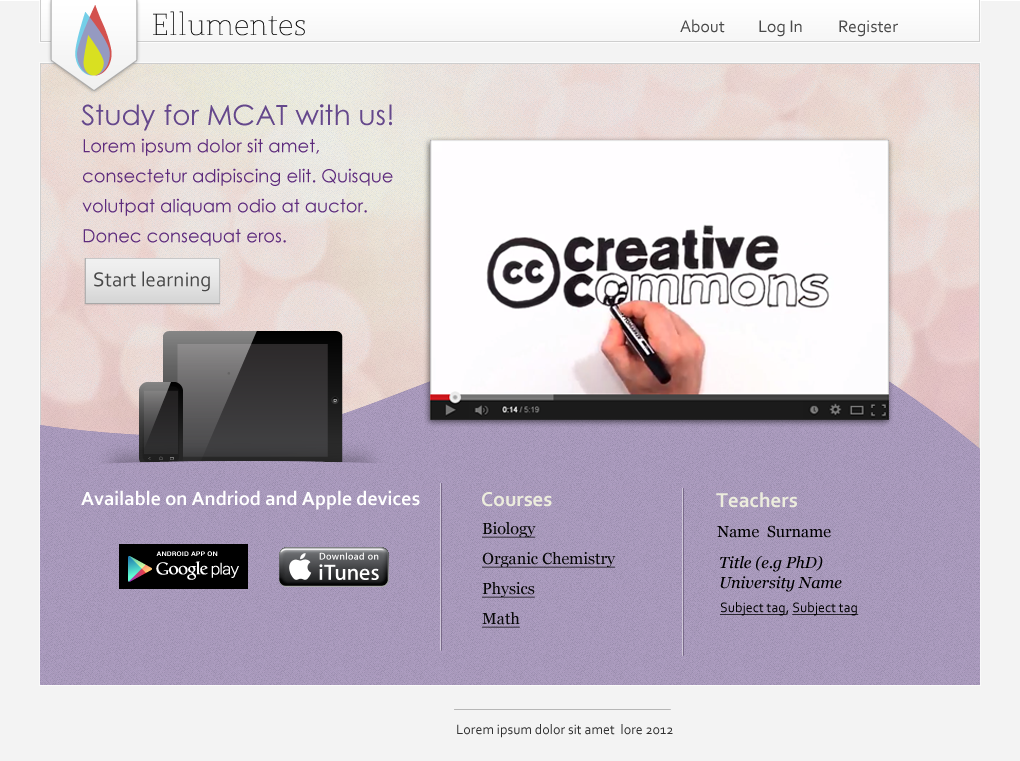 Ellumentes
About Log In Register
Study for MCAT with us!
Lorem ipsum dolor sit amet,
consectetur adipiscing elit. Quisque
volutpat aliquam odio at auctor.
Donec consequat eros.
Start learning
cc creative
commons
0:14 / 5:19
Available on Andriod and Apple devices
ANDROID APP ON
Google play
Download on
iTunes
Courses
Biology
Organic Chemistry
Physics
Math
Teachers
Name Surname
Title (e.g PhD)
University Name
Subject tag, Subject tag
Lorem ipsum dolor sit amet lore 2012